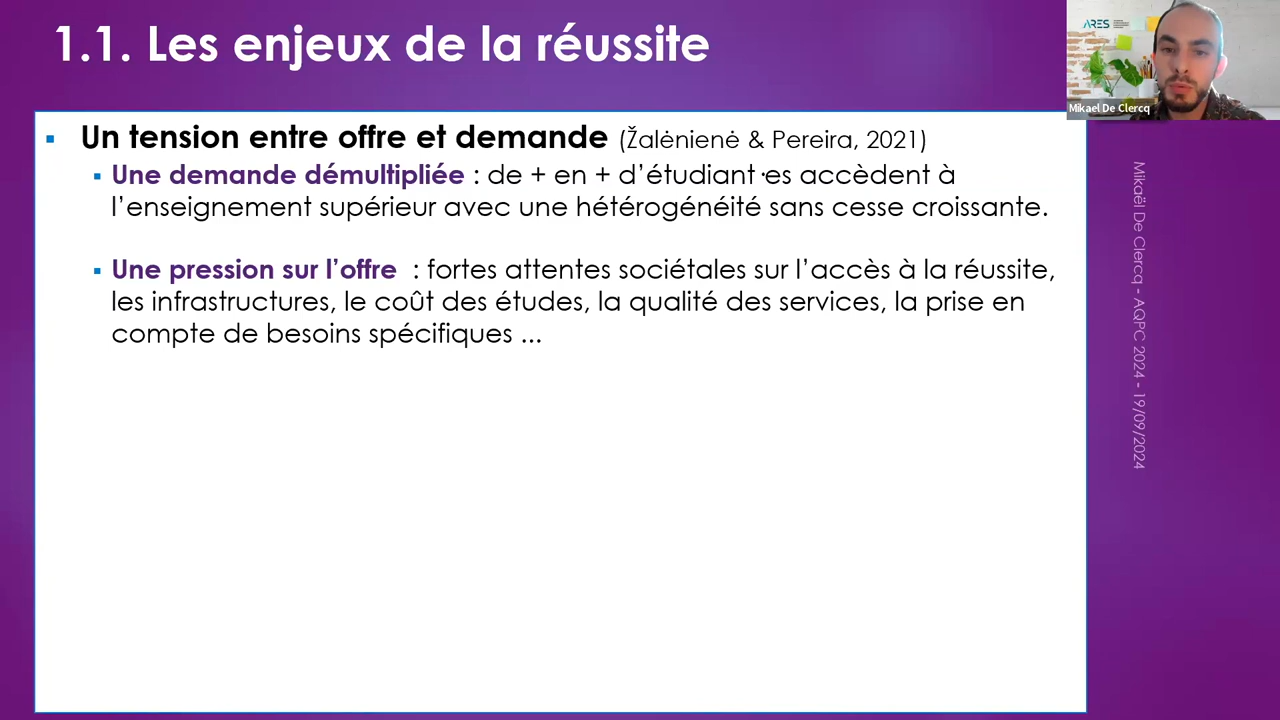 1.1. Les enjeux de la réussite
ARES
Mikael De Clercq
▪ Un tension entre offre et demande (Žalėnienė & Pereira, 2021)
▪ Une demande démultipliée : de + en + d’étudiant·es accèdent à
l’enseignement supérieur avec une hétérogénéité sans cesse croissante.
▪ Une pression sur l’offre : fortes attentes sociétales sur l’accès à la réussite,
les infrastructures, le coût des études, la qualité des services, la prise en
compte de besoins spécifiques ...
Mikaël De Clercq - AQPC 2024 - 19/09/2024